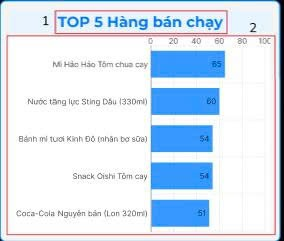 1 TOP 5 Hàng bán chạy 2
0 20 40 60 80 100
Mì Hảo Hảo Tôm chua cay 65
Nước tăng lực Sting Dâu (330ml) 60
Bánh mì tươi Kinh Đô (nhân bơ sữa) 54
Snack Oishi Tôm cay 54
Coca-Cola Nguyên bản (Lon 320ml) 51